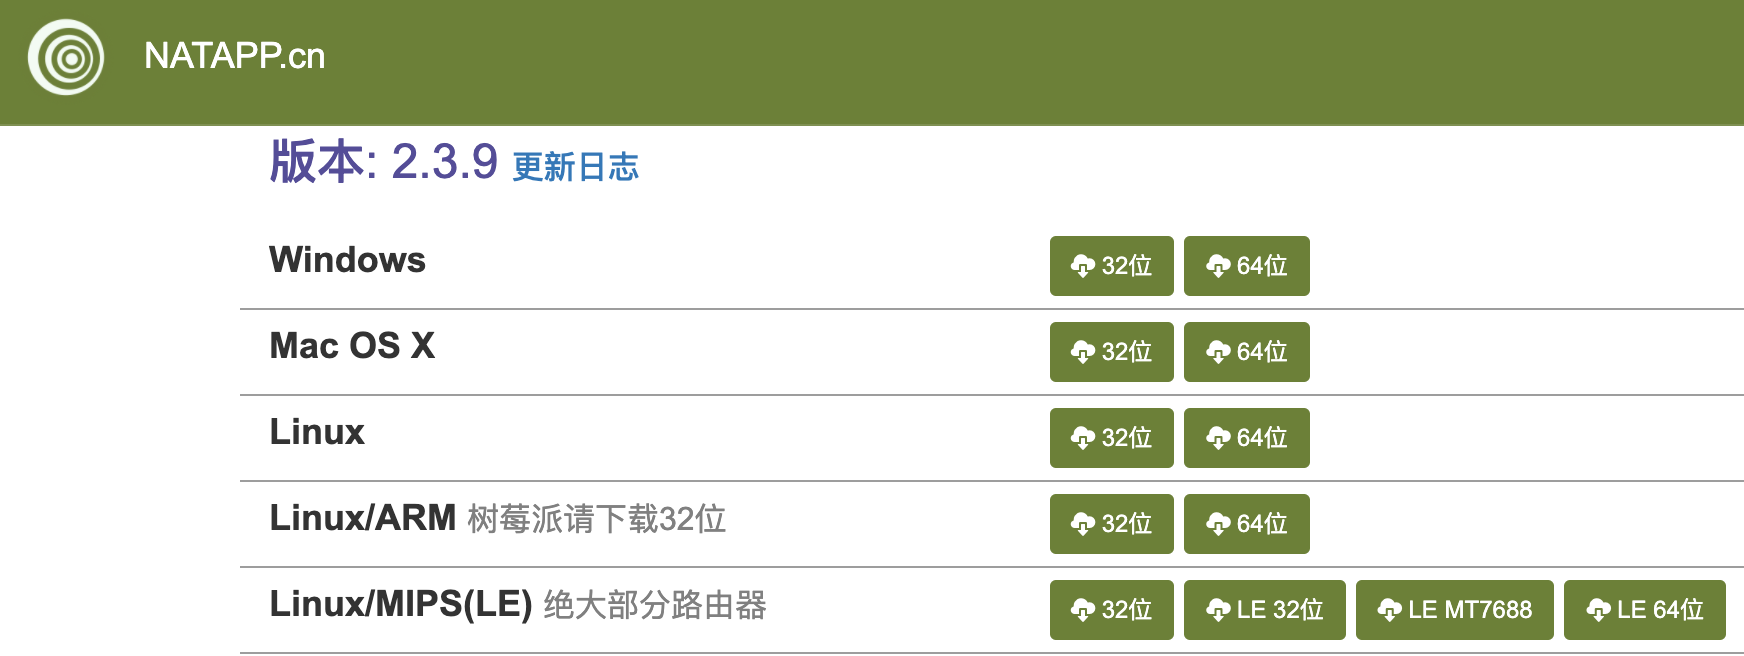 NATAPP.cn
版本: 2.3.9 更新日志
Windows 32位 64位
Mac OS X 32位 64位
Linux 32位 64位
Linux/ARM 树莓派请下载32位 32位 64位
Linux/MIPS(LE) 绝大部分路由器 32位 LE 32位 LE MT7688 LE 64位